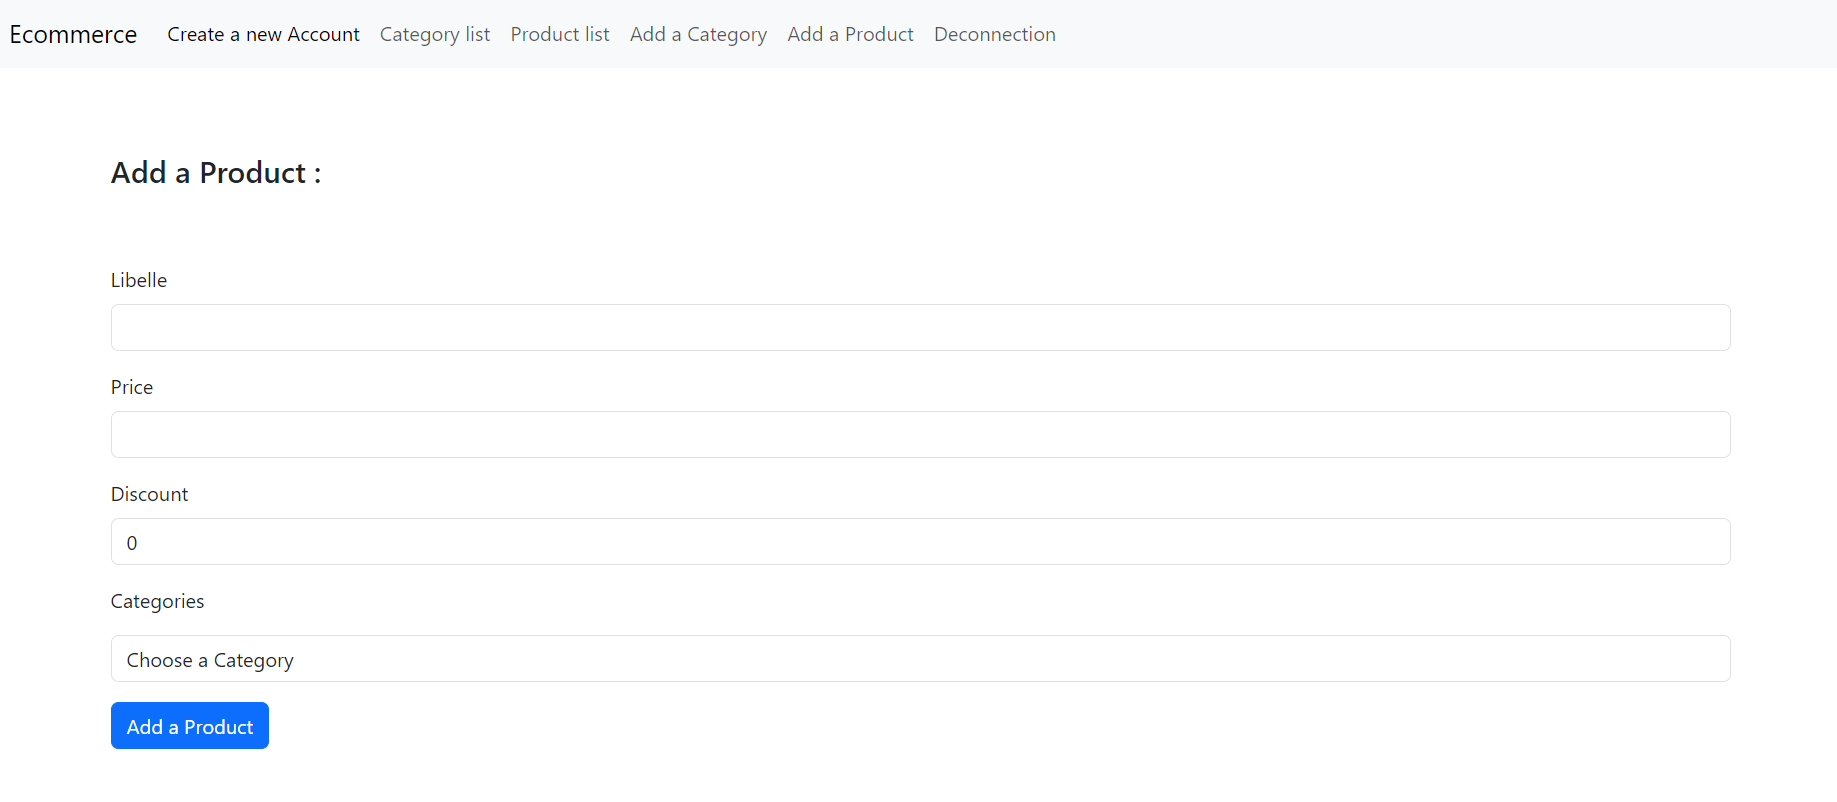 Ecommerce Create a new Account Category list Product list Add a Category Add a Product Deconnection
Add a Product :
Libelle
Price
Discount
0
Categories
Choose a Category
Add a Product